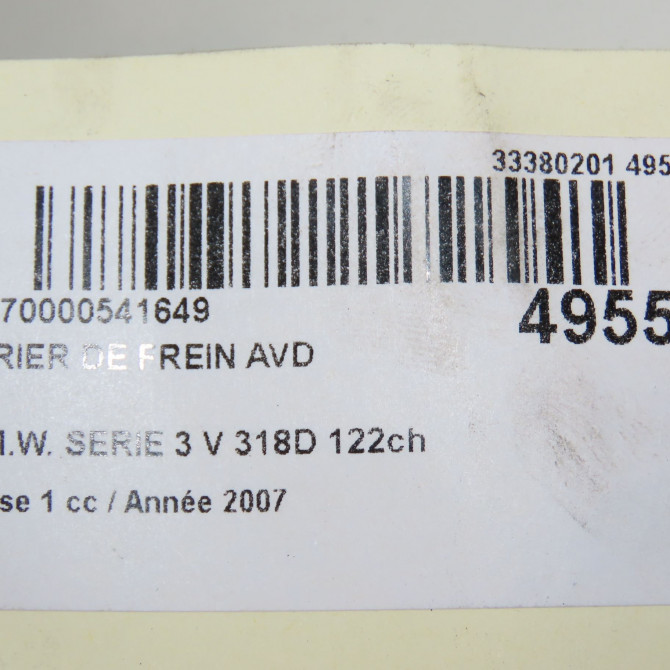 33380201 495
70000541649
4955
RIER DE FREIN AVD
I.W. SERIE 3 V 318D 122ch
se 1 cc / Année 2007